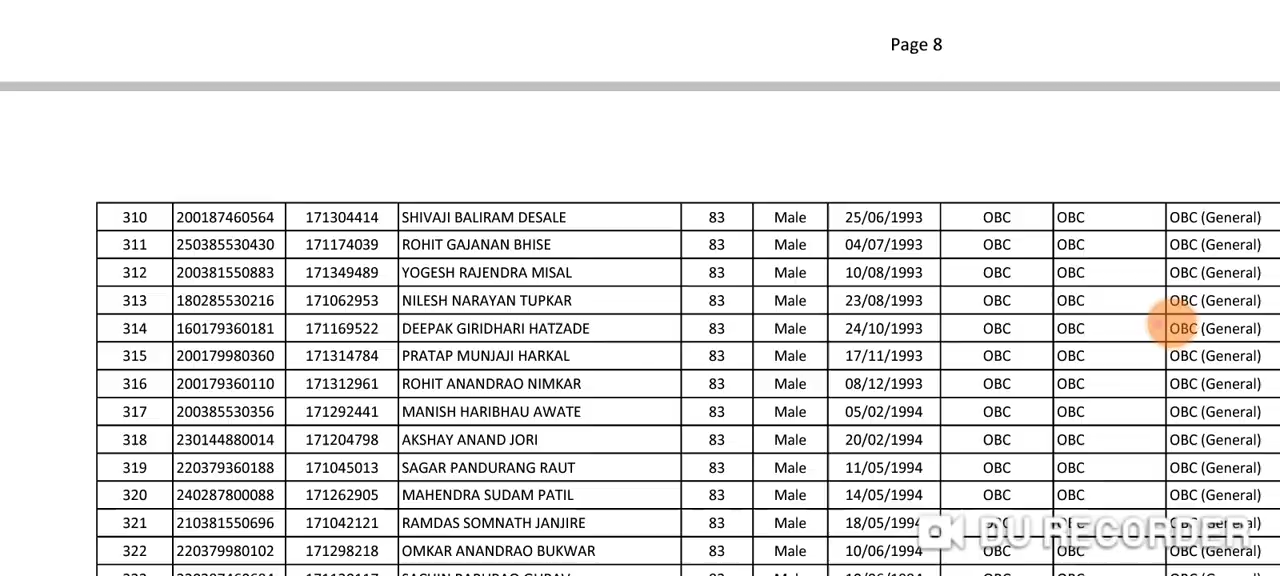 Page 8
310 200187460564 171304414 SHIVAJI BALIRAM DESALE 83 Male 25/06/1993 OBC OBC OBC (General)
311 250385530430 171174039 ROHIT GAJANAN BHISE 83 Male 04/07/1993 OBC OBC OBC (General)
312 200381550883 171349489 YOGESH RAJENDRA MISAL 83 Male 10/08/1993 OBC OBC OBC (General)
313 180285530216 171062953 NILESH NARAYAN TUPKAR 83 Male 23/08/1993 OBC OBC OBC (General)
314 160179360181 171169522 DEEPAK GIRIDHARI HATZADE 83 Male 24/10/1993 OBC OBC OBC (General)
315 200179980360 171314784 PRATAP MUNJAJI HARKAL 83 Male 17/11/1993 OBC OBC OBC (General)
316 200179360110 171312961 ROHIT ANANDRAO NIMKAR 83 Male 08/12/1993 OBC OBC OBC (General)
317 200385530356 171292441 MANISH HARIBHAU AWATE 83 Male 05/02/1994 OBC OBC OBC (General)
318 230144880014 171204798 AKSHAY ANAND JORI 83 Male 20/02/1994 OBC OBC OBC (General)
319 220379360188 171045013 SAGAR PANDURANG RAUT 83 Male 11/05/1994 OBC OBC OBC (General)
320 240287800088 171262905 MAHENDRA SUDAM PATIL 83 Male 14/05/1994 OBC OBC OBC (General)
321 210381550696 171042121 RAMDAS SOMNATH JANJIRE 83 Male 18/05/1994 OBC OBC OBC (General)
DU RECORDER
322 220379980102 171298218 OMKAR ANANDRAO BUKWAR 83 Male 10/06/1994 OBC OBC OBC (General)